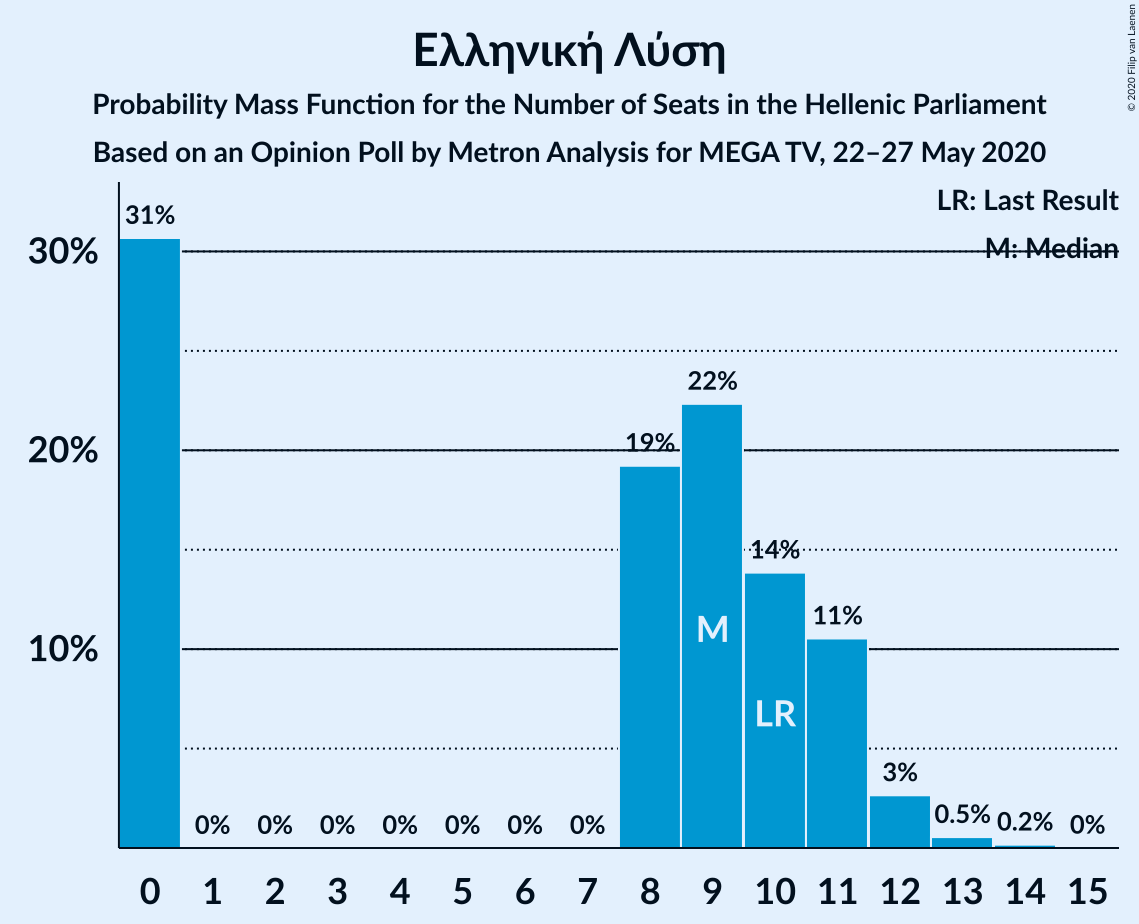 Ελληνική Λύση
Probability Mass Function for the Number of Seats in the Hellenic Parliament
Based on an Opinion Poll by Metron Analysis for MEGA TV, 22–27 May 2020
© 2020 Filip van Laenen
LR: Last Result
M: Median
31%
30%
22%
19%
20%
14%
11%
M
10%
LR
3%
0% 0% 0% 0% 0% 0% 0% 0.5% 0.2% 0%
0 1 2 3 4 5 6 7 8 9 10 11 12 13 14 15